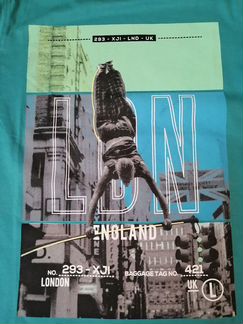 293 - XJI - LND - UK
LDN
ENGLAND
NO. 293 - XJI BAGGAGE TAG NO. 421
LONDON UK L